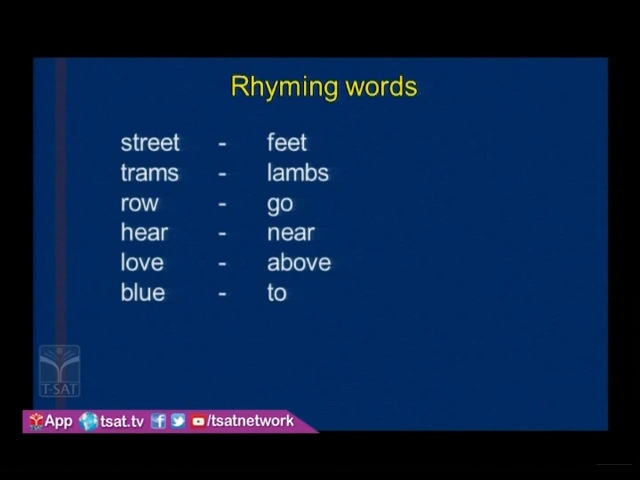 Rhyming words
street - feet
trams - lambs
row - go
hear - near
love - above
blue - to
T-SAT
App tsat.tv /tsatnetwork